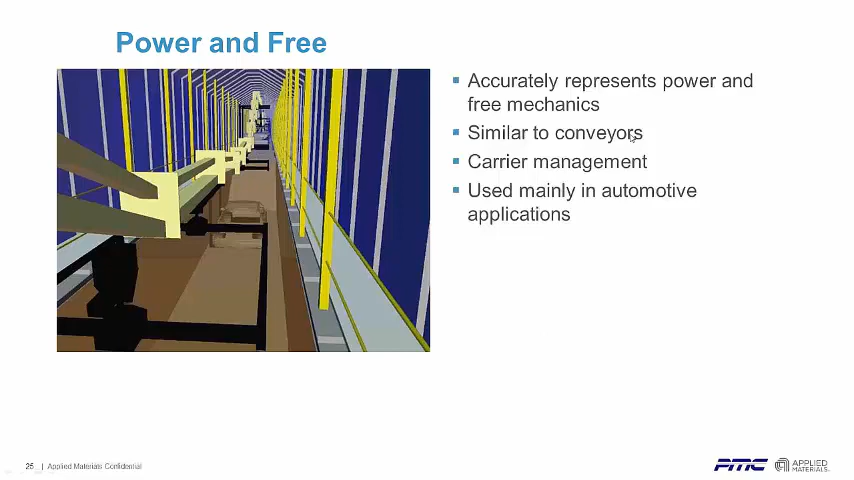 Power and Free
Accurately represents power and
free mechanics
Similar to conveyors
Carrier management
Used mainly in automotive
applications
25 | Applied Materials Confidential
PMC
APPLIED
MATERIALS